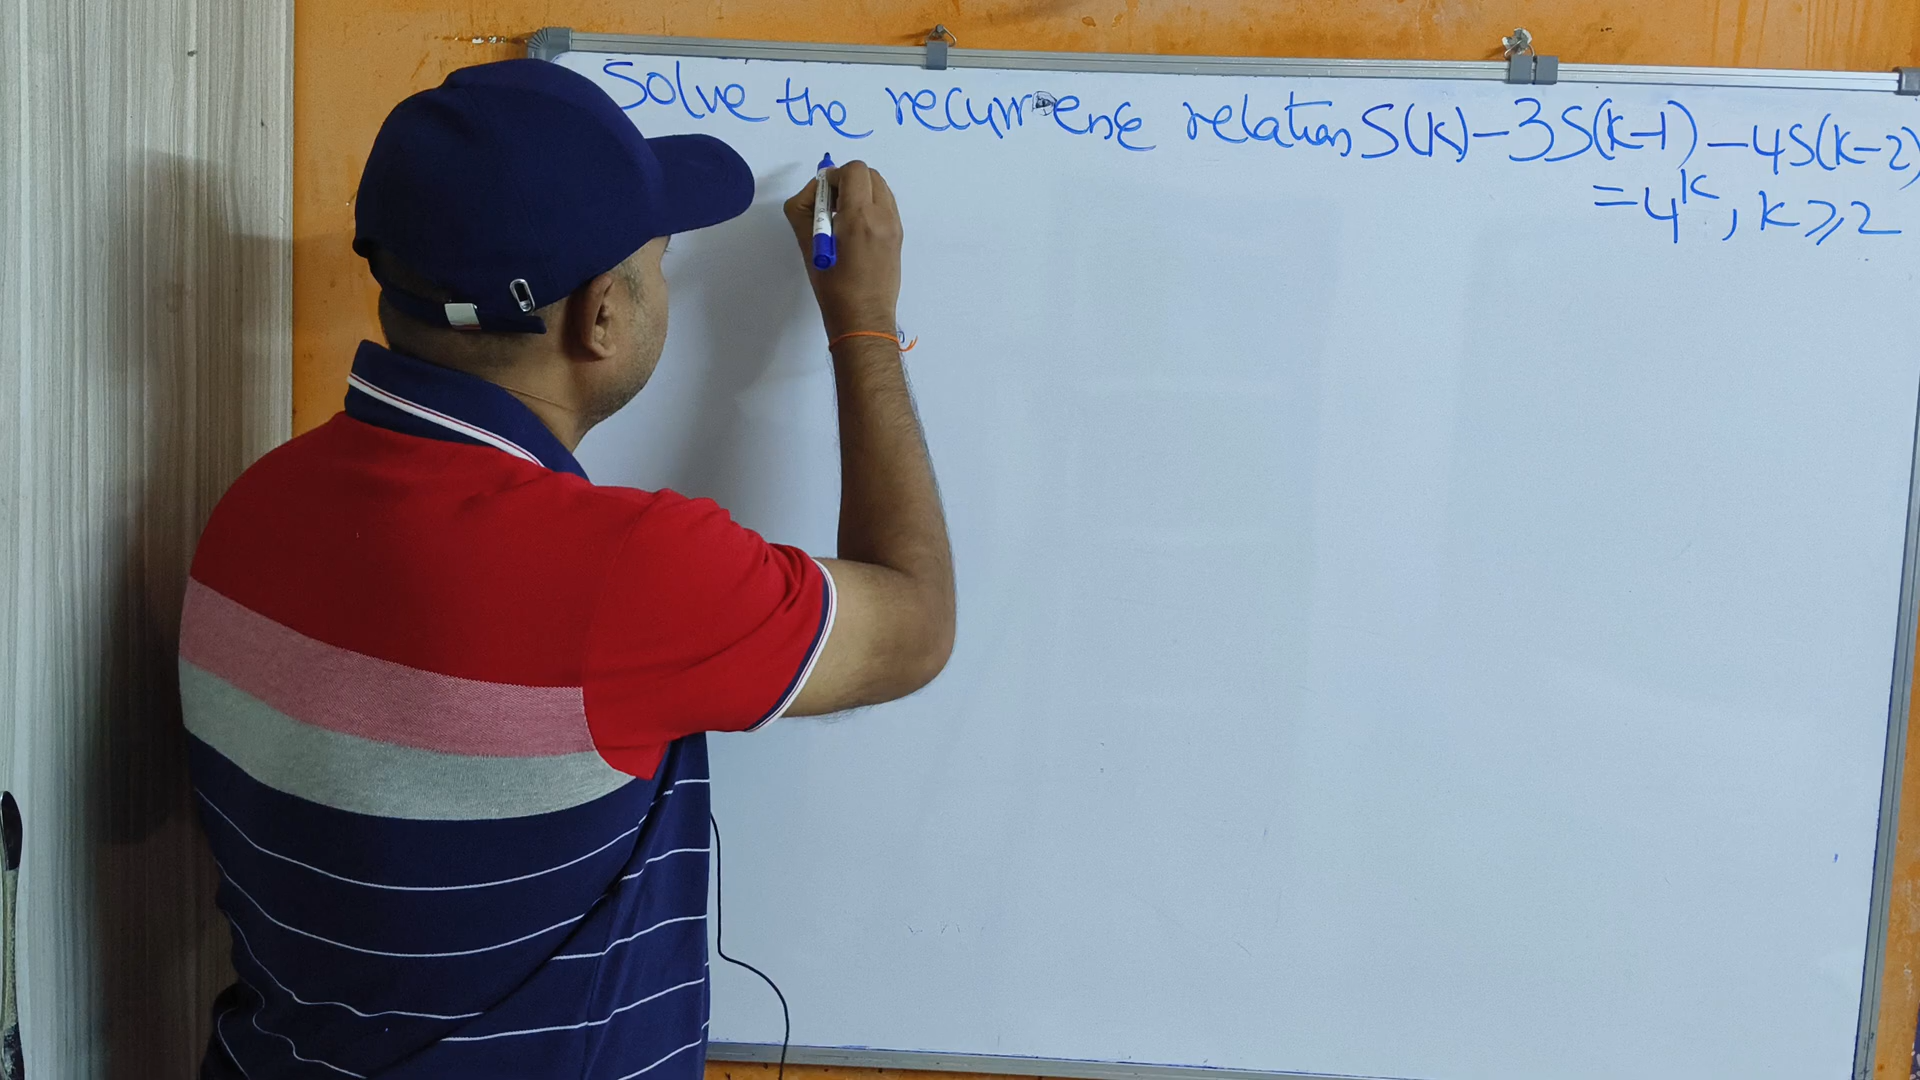 Solve the recurrence relation S(k)-3S(k-1)-4S(k-2)
=4^k, k⩾2